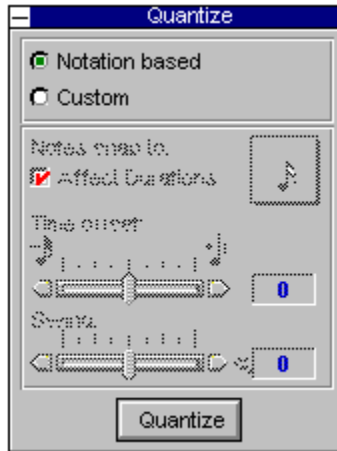 Quantize
Notation based
Custom
Notes snap to:
Affect Durations
Time offset:
0
Swing:
0
Quantize